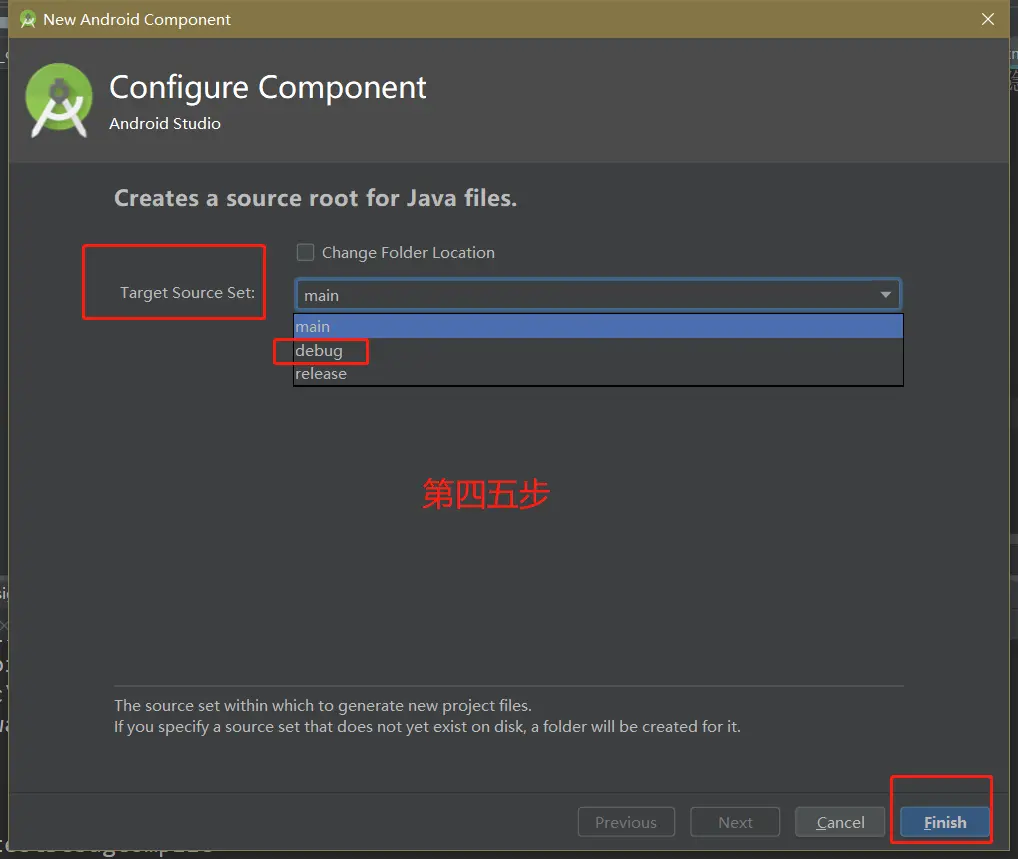 New Android Component
Configure Component
Android Studio
Creates a source root for Java files.
Change Folder Location
Target Source Set:
main
main
debug
release
第四五步
The source set within which to generate new project files.
If you specify a source set that does not yet exist on disk, a folder will be created for it.
Previous
Next
Cancel
Finish